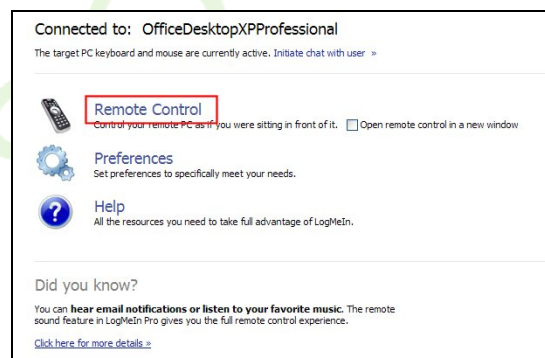 Connected to: OfficeDesktopXPProfessional
The target PC keyboard and mouse are currently active. Initiate chat with user »
Remote Control
Control your remote PC as if you were sitting in front of it. Open remote control in a new window
Preferences
Set preferences to specifically meet your needs.
Help
All the resources you need to take full advantage of LogMeIn.
Did you know?
You can hear email notifications or listen to your favorite music. The remote
sound feature in LogMeIn Pro gives you the full remote control experience.
Click here for more details »